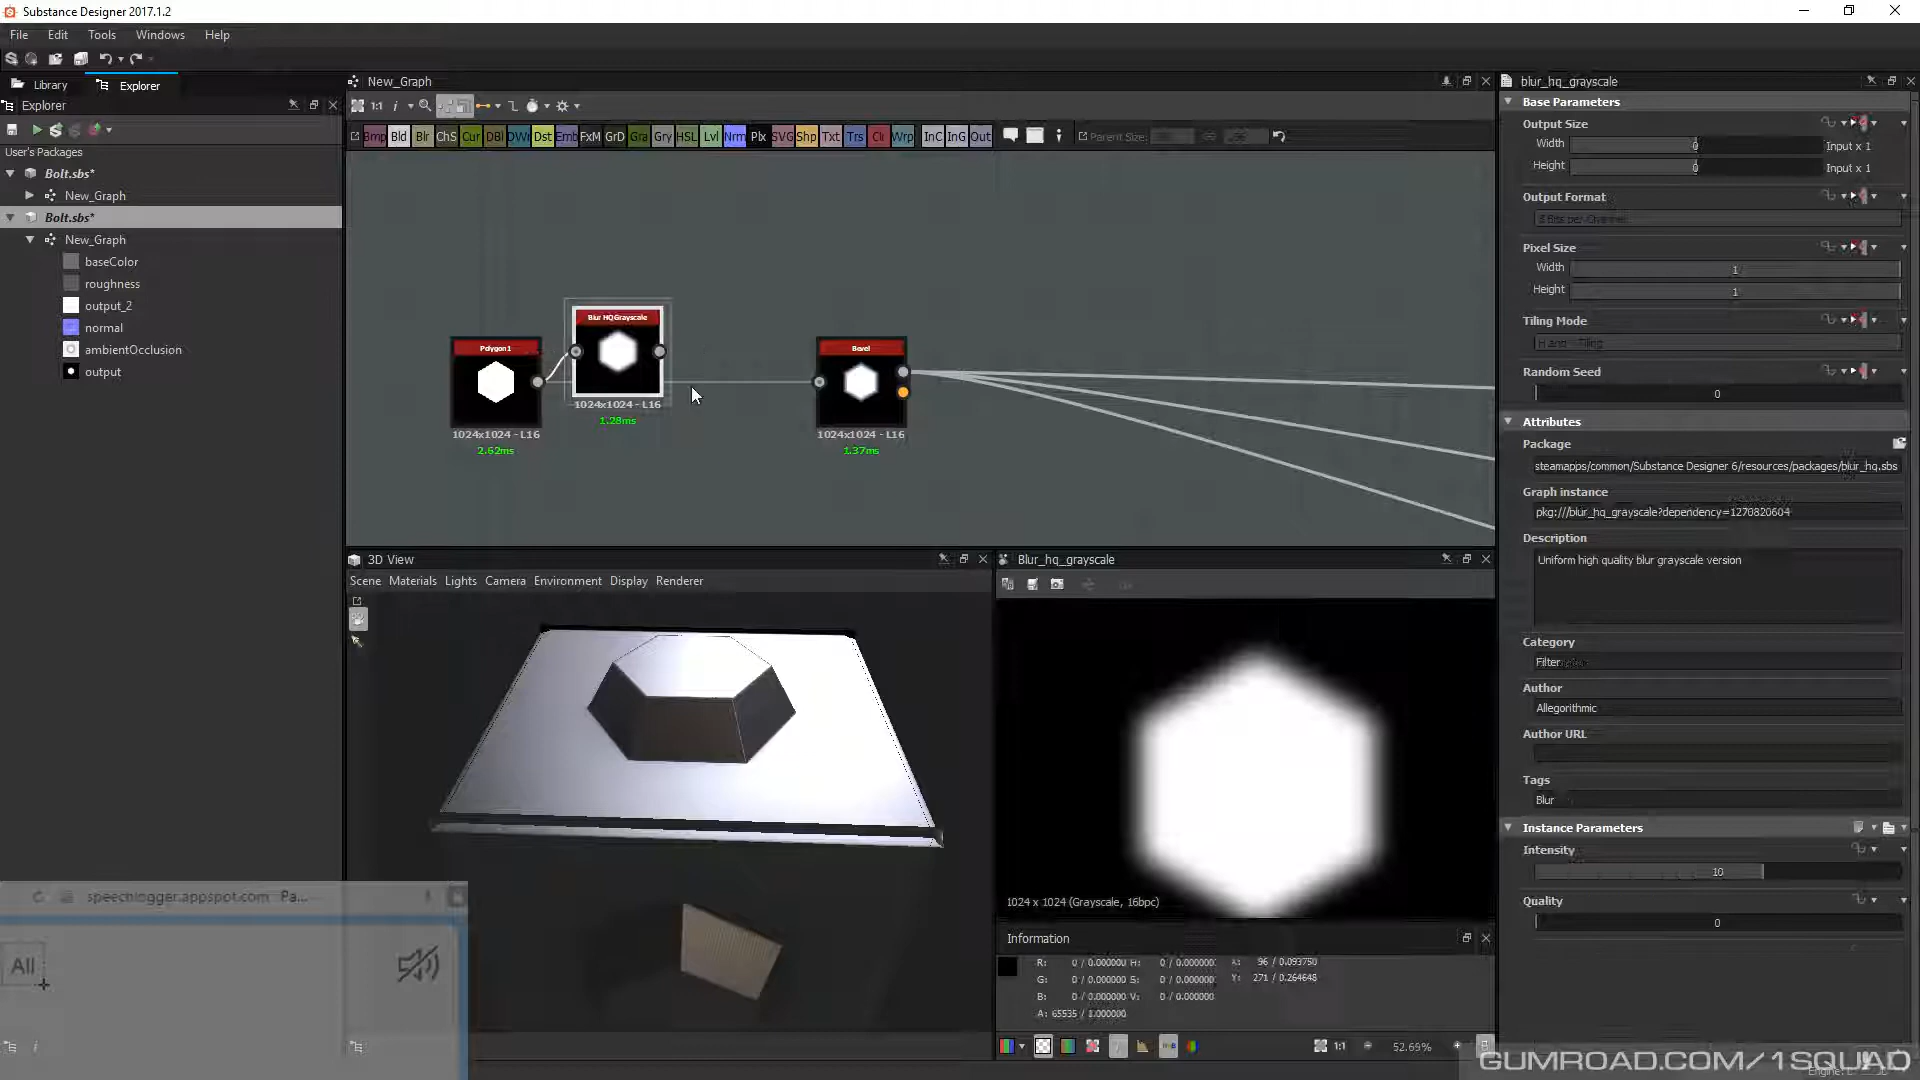 Substance Designer 2017.1.2
File Edit Tools Windows Help
Library Explorer
Explorer
User's Packages
Bolt.sbs*
New_Graph
Bolt.sbs*
New_Graph
baseColor
roughness
output_2
normal
ambientOcclusion
output
New_Graph
1:1 i
Bmp Bld Blr ChS Cur DBl DWr Dst Emb FxM GrD Gra Gry HSL Lvl Nrm Plx SVG Shp Txt Trs Clr Wrp InC InG Out Parent Size:
Blur HQ Grayscale
1024x1024 - L16
1.28ms
Polygon 1
1024x1024 - L16
2.62ms
Bevel
1024x1024 - L16
1.37ms
3D View
Scene Materials Lights Camera Environment Display Renderer
Blur_hq_grayscale
1024 x 1024 (Grayscale, 16bpc)
Information
R: 0 / 0.000000 H: 0 / 0.000000 X: 96 / 0.093750
G: 0 / 0.000000 S: 0 / 0.000000 Y: 271 / 0.264648
B: 0 / 0.000000 V: 0 / 0.000000
A: 65535 / 1.000000
1:1 52.69%
blur_hq_grayscale
Base Parameters
Output Size
Width 0 Input x 1
Height 0 Input x 1
Output Format
8 Bits per Channel
Pixel Size
Width 1
Height 1
Tiling Mode
H and V Tiling
Random Seed
0
Attributes
Package
steamapps/common/Substance Designer 6/resources/packages/blur_hq.sbs
Graph instance
pkg:///blur_hq_grayscale?dependency=1270820604
Description
Uniform high quality blur grayscale version
Category
Filter
Author
Allegorithmic
Author URL
Tags
Blur
Instance Parameters
Intensity
10
Quality
0
speechlogger.appspot.com Pa...
All
GUMROAD.COM/1SQUAD